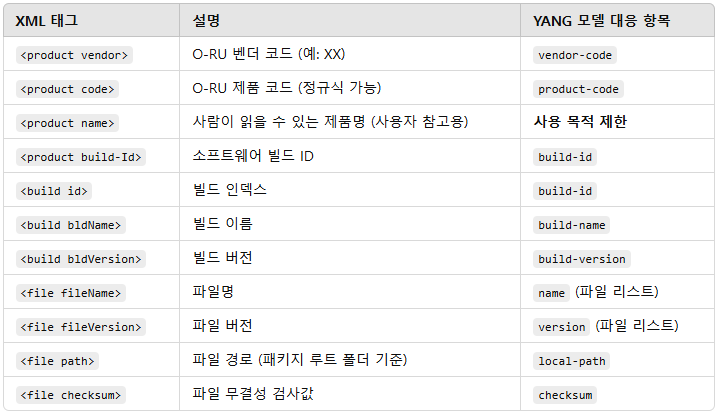 XML 태그 설명 YANG 모델 대응 항목
<product vendor> O-RU 벤더 코드 (예: XX) vendor-code
<product code> O-RU 제품 코드 (정규식 가능) product-code
<product name> 사람이 읽을 수 있는 제품명 (사용자 참고용) 사용 목적 제한
<product build-Id> 소프트웨어 빌드 ID build-id
<build id> 빌드 인덱스 build-id
<build bldName> 빌드 이름 build-name
<build bldVersion> 빌드 버전 build-version
<file fileName> 파일명 name (파일 리스트)
<file fileVersion> 파일 버전 version (파일 리스트)
<file path> 파일 경로 (패키지 루트 폴더 기준) local-path
<file checksum> 파일 무결성 검사값 checksum